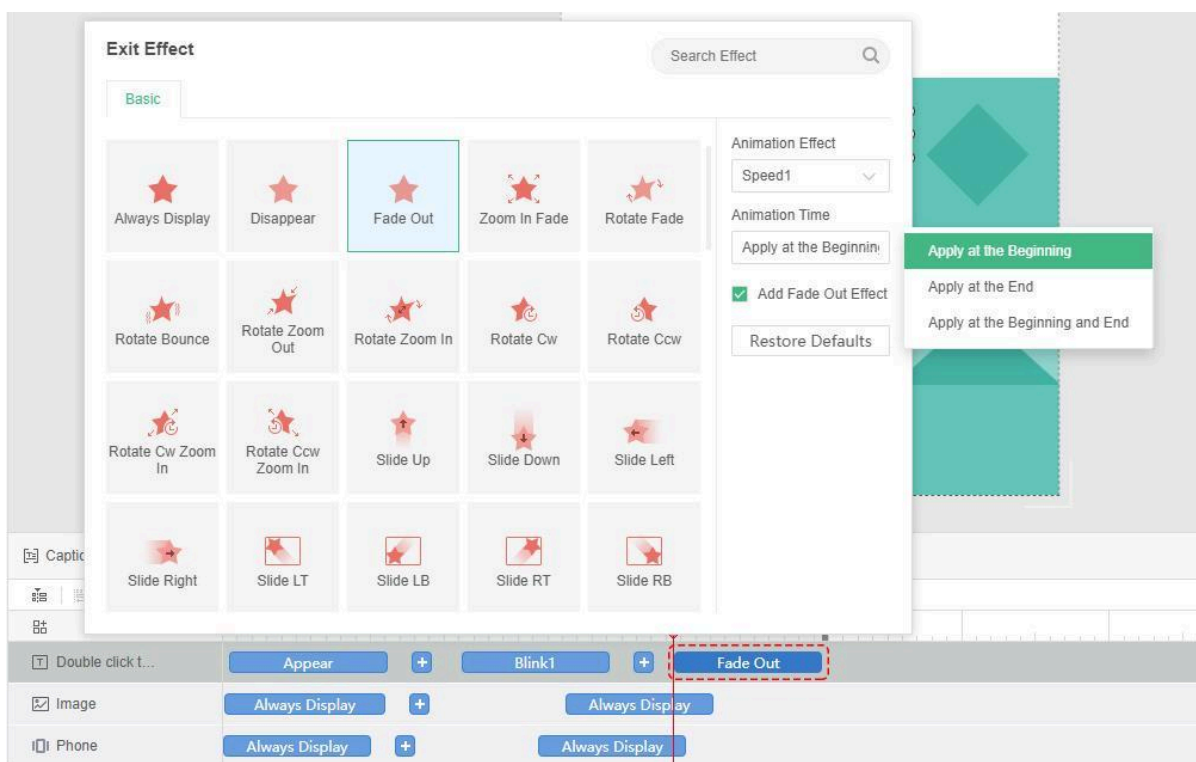 Exit Effect
Search Effect
Basic
Always Display
Disappear
Fade Out
Zoom In Fade
Rotate Fade
Rotate Bounce
Rotate Zoom
Out
Rotate Zoom In
Rotate Cw
Rotate Ccw
Rotate Cw Zoom
In
Rotate Ccw
Zoom In
Slide Up
Slide Down
Slide Left
Slide Right
Slide LT
Slide LB
Slide RT
Slide RB
Animation Effect
Speed1
Animation Time
Apply at the Beginning
Add Fade Out Effect
Restore Defaults
Apply at the Beginning
Apply at the End
Apply at the Beginning and End
Captic
Double click t...
Appear
Blink1
Fade Out
Image
Always Display
Always Display
Phone
Always Display
Always Display